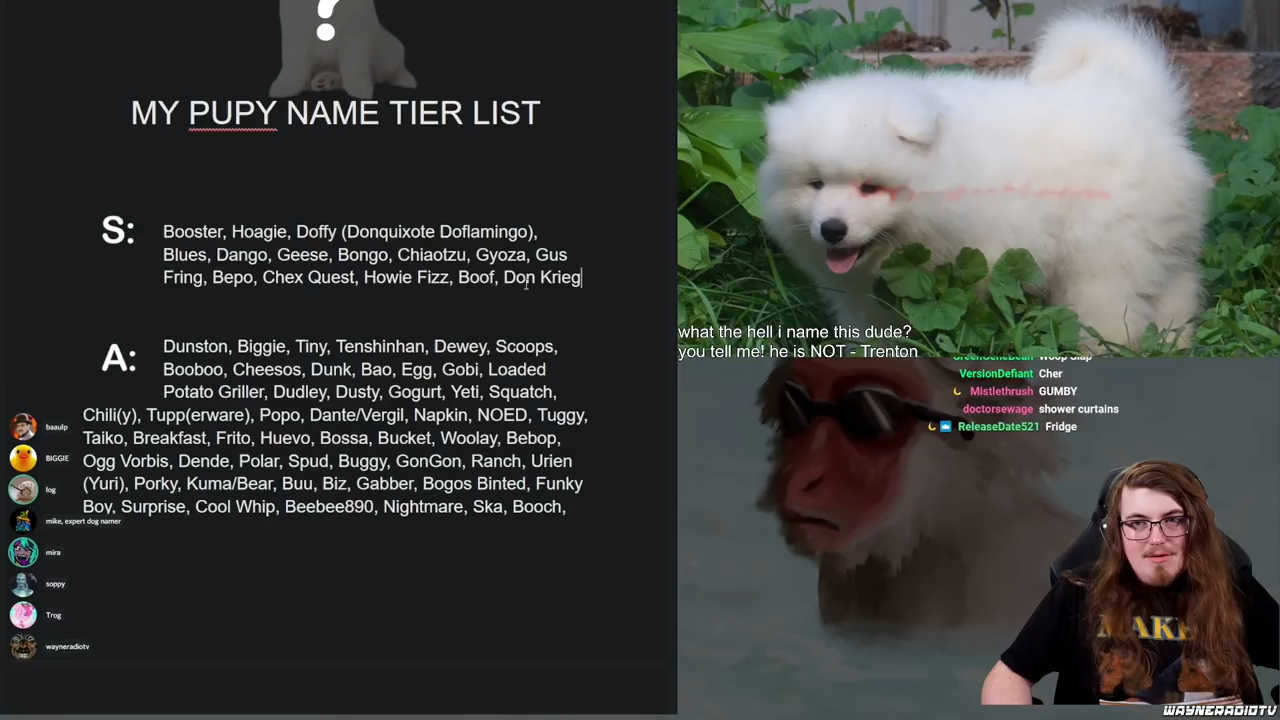 ?
MY PUPY NAME TIER LIST
S:
Booster, Hoagie, Doffy (Donquixote Doflamingo),
Blues, Dango, Geese, Bongo, Chiaotzu, Gyoza, Gus
Fring, Bepo, Chex Quest, Howie Fizz, Boof, Don Krieg
A:
Dunston, Biggie, Tiny, Tenshinhan, Dewey, Scoops,
Booboo, Cheesos, Dunk, Bao, Egg, Gobi, Loaded
Potato Griller, Dudley, Dusty, Gogurt, Yeti, Squatch,
Chili(y), Tupp(erware), Popo, Dante/Vergil, Napkin, NOED, Tuggy,
Taiko, Breakfast, Frito, Huevo, Bossa, Bucket, Woolay, Bebop,
Ogg Vorbis, Dende, Polar, Spud, Buggy, GonGon, Ranch, Urien
(Yuri), Porky, Kuma/Bear, Buu, Biz, Gabber, Bogos Binted, Funky
Boy, Surprise, Cool Whip, Beebee890, Nightmare, Ska, Booch,
baaulp
BIGGIE
log
mike, expert dog namer
mira
soppy
Trog
wayneradiotv
what the hell i name this dude?
you tell me! he is NOT - Trenton
GreenGeneBean Woop Slap
VersionDefiant Cher
Mistlethrush GUMBY
doctorsewage shower curtains
ReleaseDate521 Fridge
WAYNERADIOTV